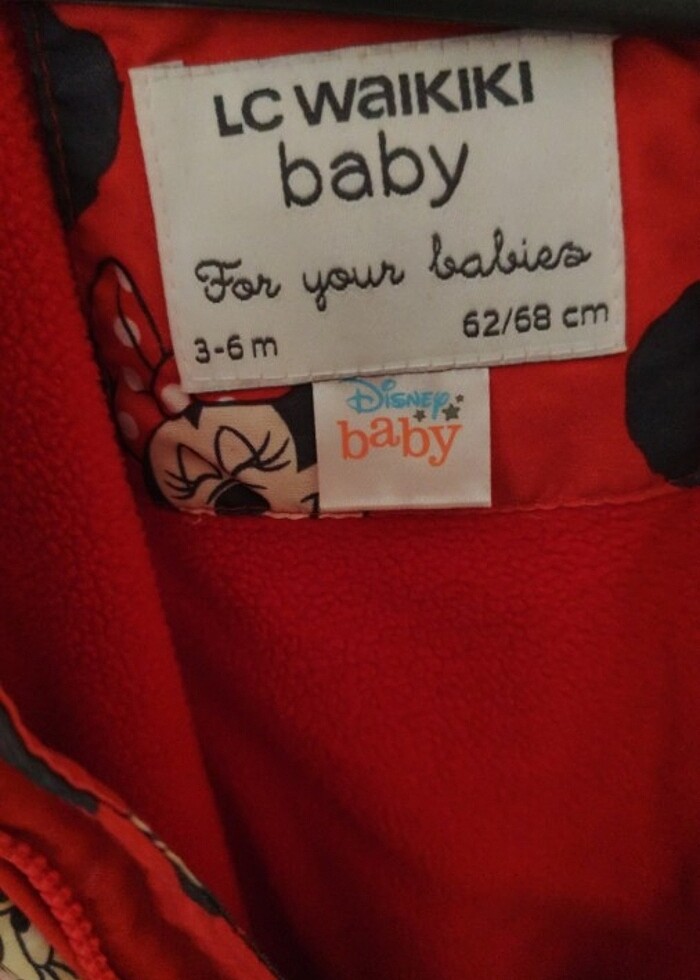 LC WAIKIKI
baby
For your babies
3-6 m 62/68 cm
Disney
baby